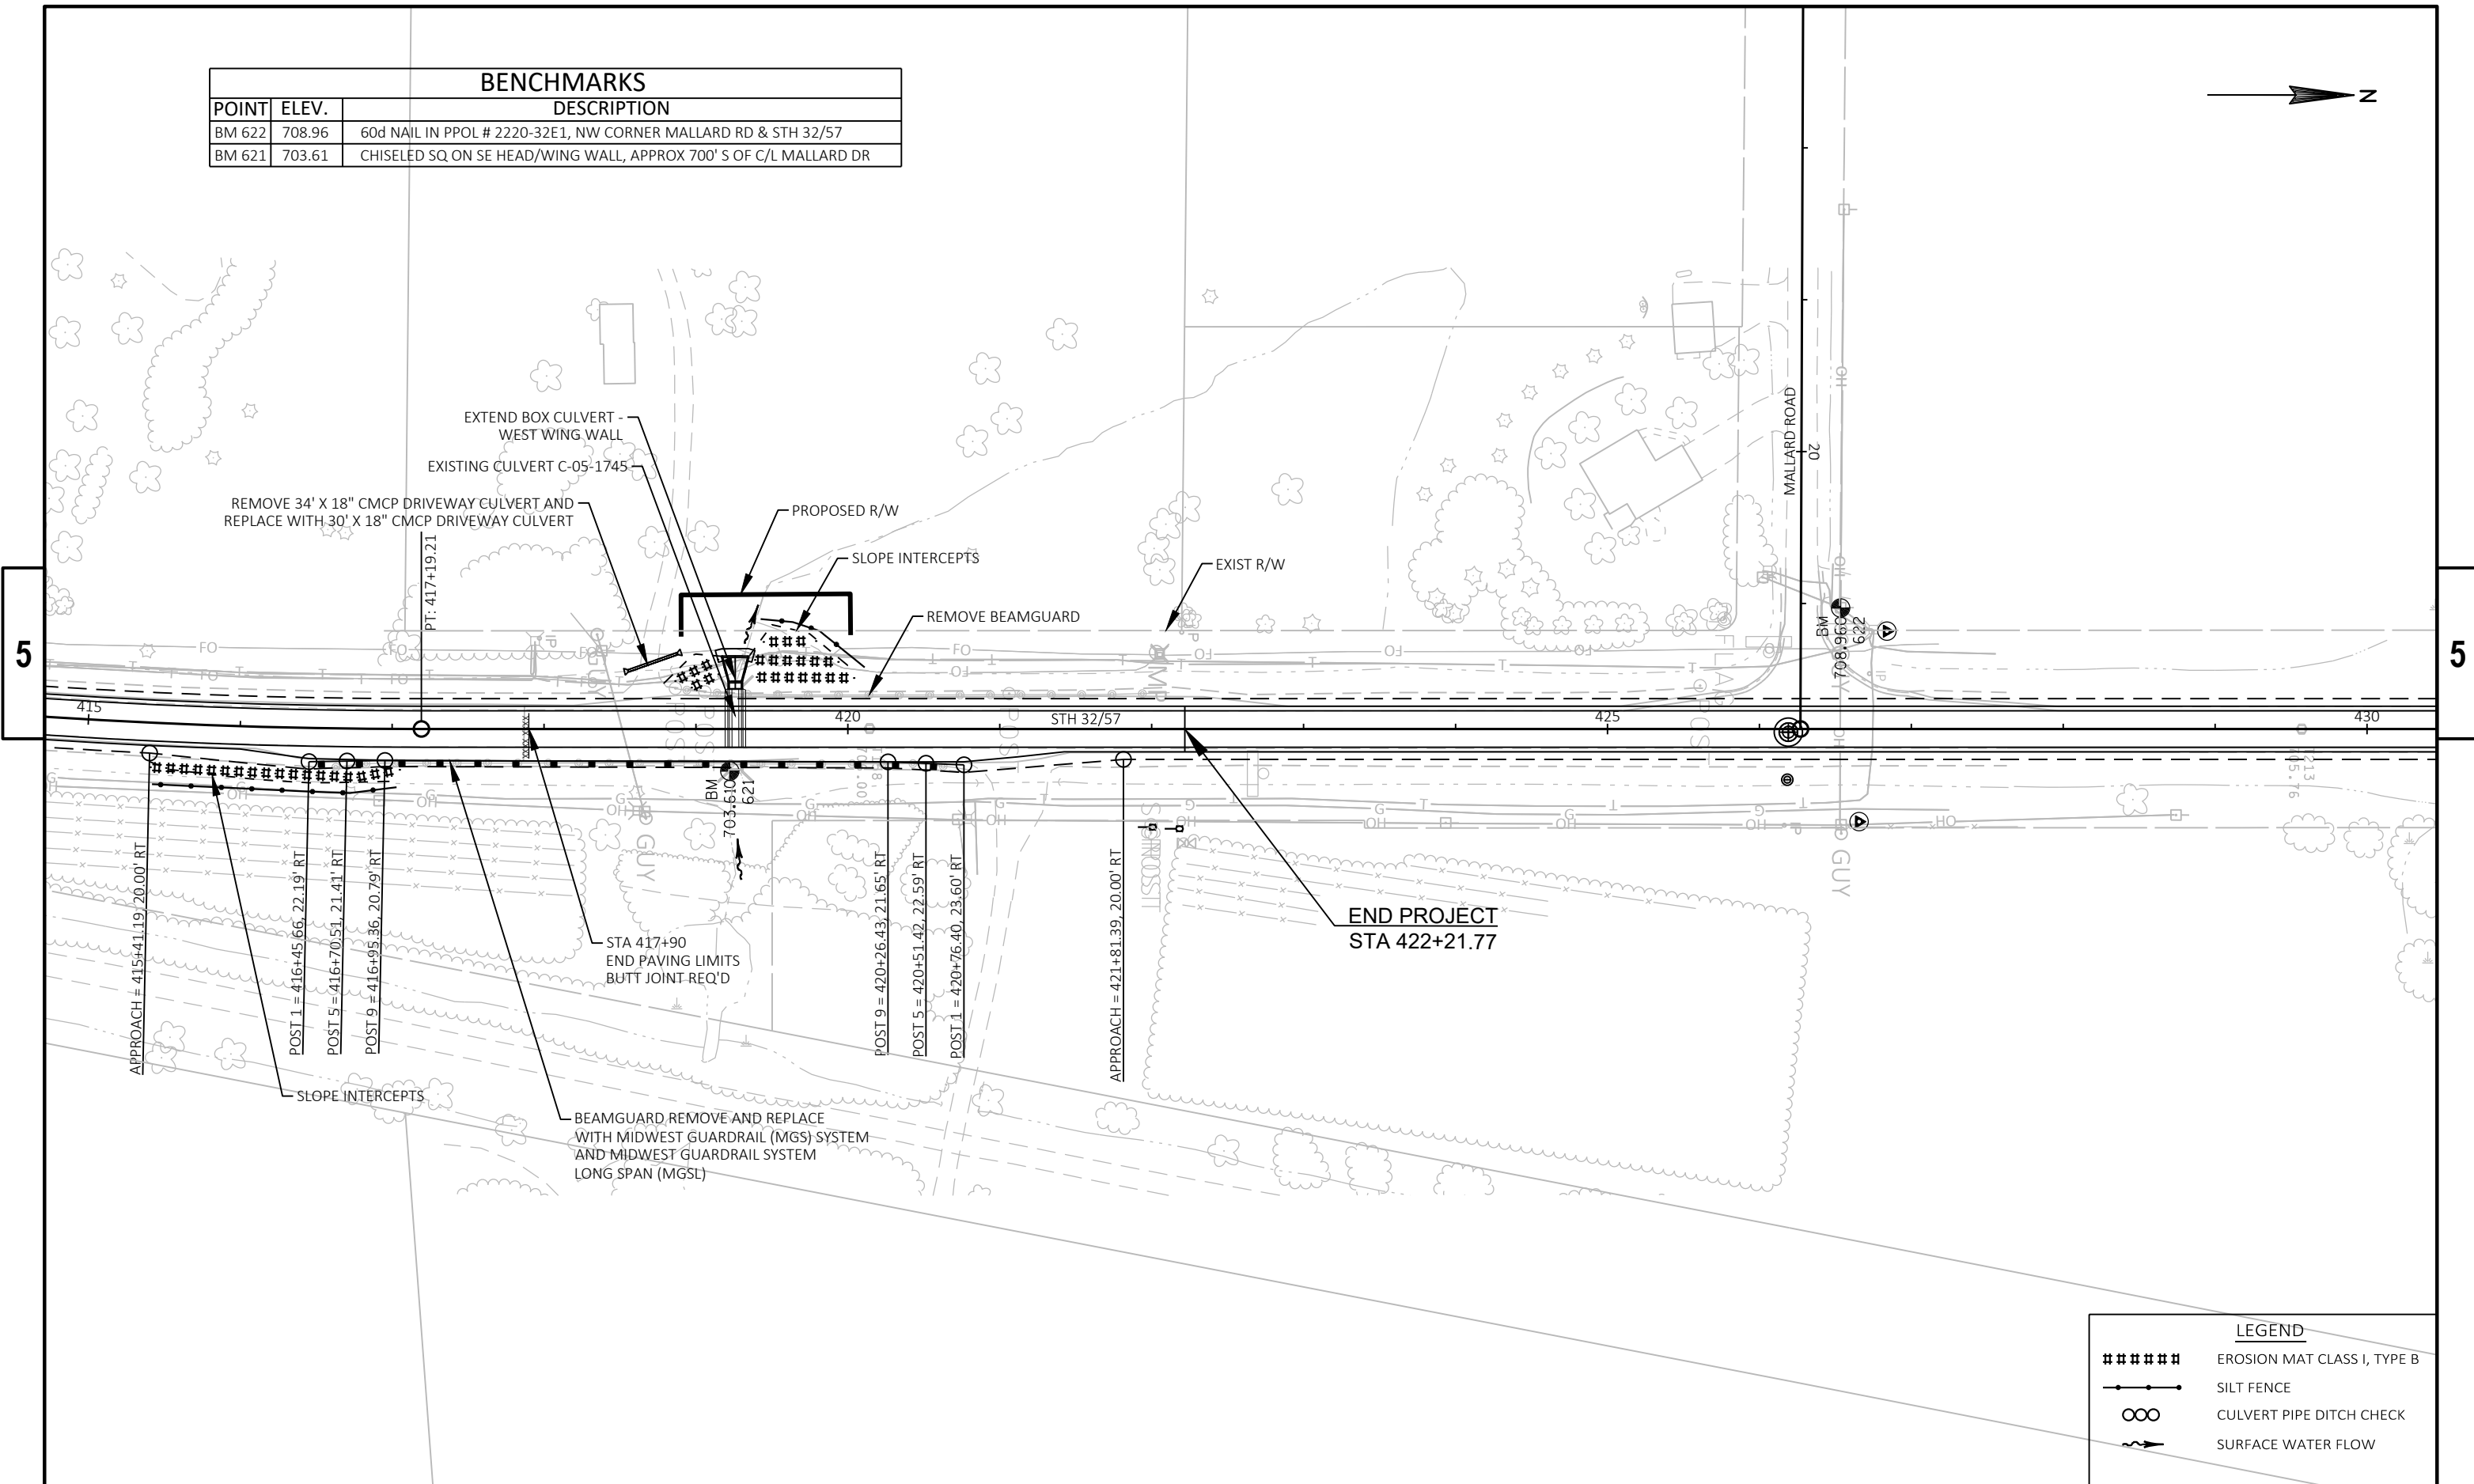 BENCHMARKS
POINT ELEV. DESCRIPTION
BM 622 708.96 60d NAIL IN PPOL # 2220-32E1, NW CORNER MALLARD RD & STH 32/57
BM 621 703.61 CHISELED SQ ON SE HEAD/WING WALL, APPROX 700' S OF C/L MALLARD DR
N
EXTEND BOX CULVERT -
WEST WING WALL
EXISTING CULVERT C-05-1745
REMOVE 34' X 18" CMCP DRIVEWAY CULVERT AND
REPLACE WITH 30' X 18" CMCP DRIVEWAY CULVERT
PT: 417+19.21
PROPOSED R/W
SLOPE INTERCEPTS
EXIST R/W
REMOVE BEAMGUARD
MALLARD ROAD
20
BM
708.960
622
5
5
415
420
STH 32/57
425
430
BM
703.610
621
GUY
GUY
APPROACH = 415+41.19, 20.00' RT
POST 1 = 416+45.66, 22.19' RT
POST 5 = 416+70.51, 21.41' RT
POST 9 = 416+95.36, 20.79' RT
POST 9 = 420+26.43, 21.65' RT
POST 5 = 420+51.42, 22.59' RT
POST 1 = 420+76.40, 23.60' RT
APPROACH = 421+81.39, 20.00' RT
STA 417+90
END PAVING LIMITS
BUTT JOINT REQ'D
END PROJECT
STA 422+21.77
SLOPE INTERCEPTS
BEAMGUARD REMOVE AND REPLACE
WITH MIDWEST GUARDRAIL (MGS) SYSTEM
AND MIDWEST GUARDRAIL SYSTEM
LONG SPAN (MGSL)
LEGEND
EROSION MAT CLASS I, TYPE B
SILT FENCE
CULVERT PIPE DITCH CHECK
SURFACE WATER FLOW